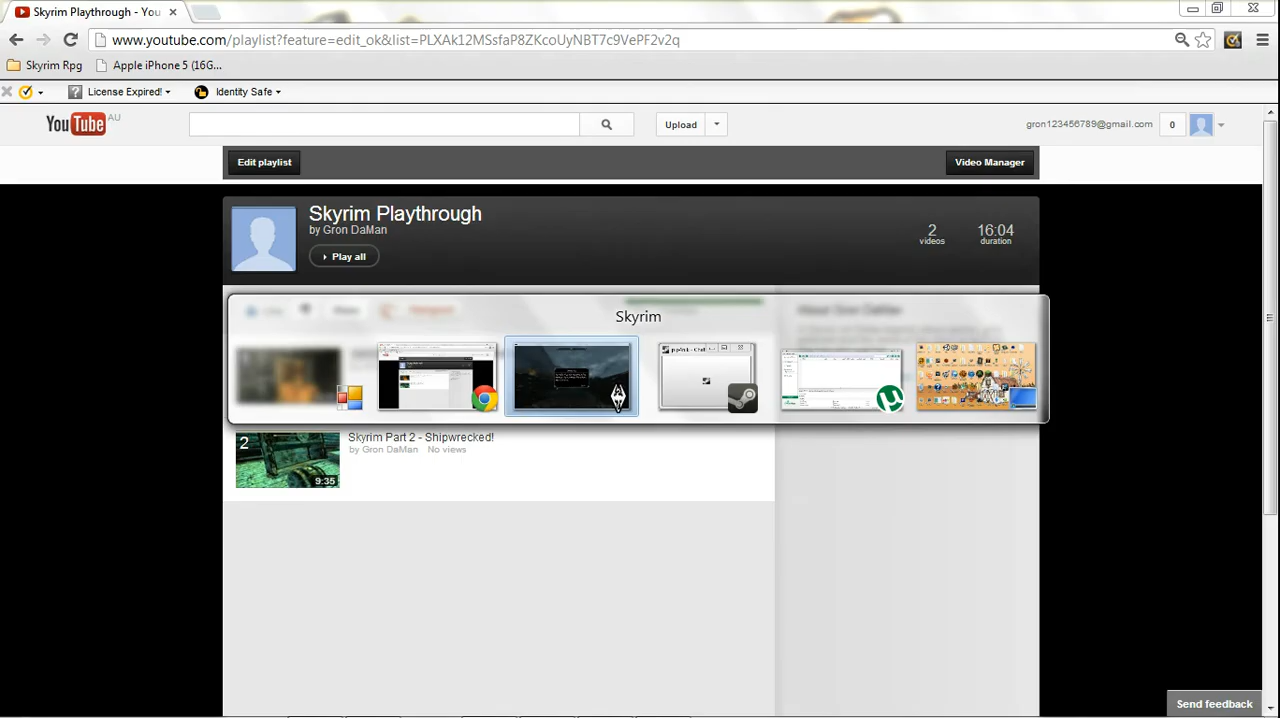 Skyrim Playthrough - You
www.youtube.com/playlist?feature=edit_ok&list=PLXAk12MSsfaP8ZKcoUyNBT7c9VePF2v2q
Skyrim Rpg
Apple iPhone 5 (16G...
License Expired!
Identity Safe
YouTube AU
Upload
gron123456789@gmail.com
0
Edit playlist
Video Manager
Skyrim Playthrough
by Gron DaMan
Play all
2
videos
16:04
duration
Skyrim
2
Skyrim Part 2 - Shipwrecked!
by Gron DaMan No views
9:35
Send feedback